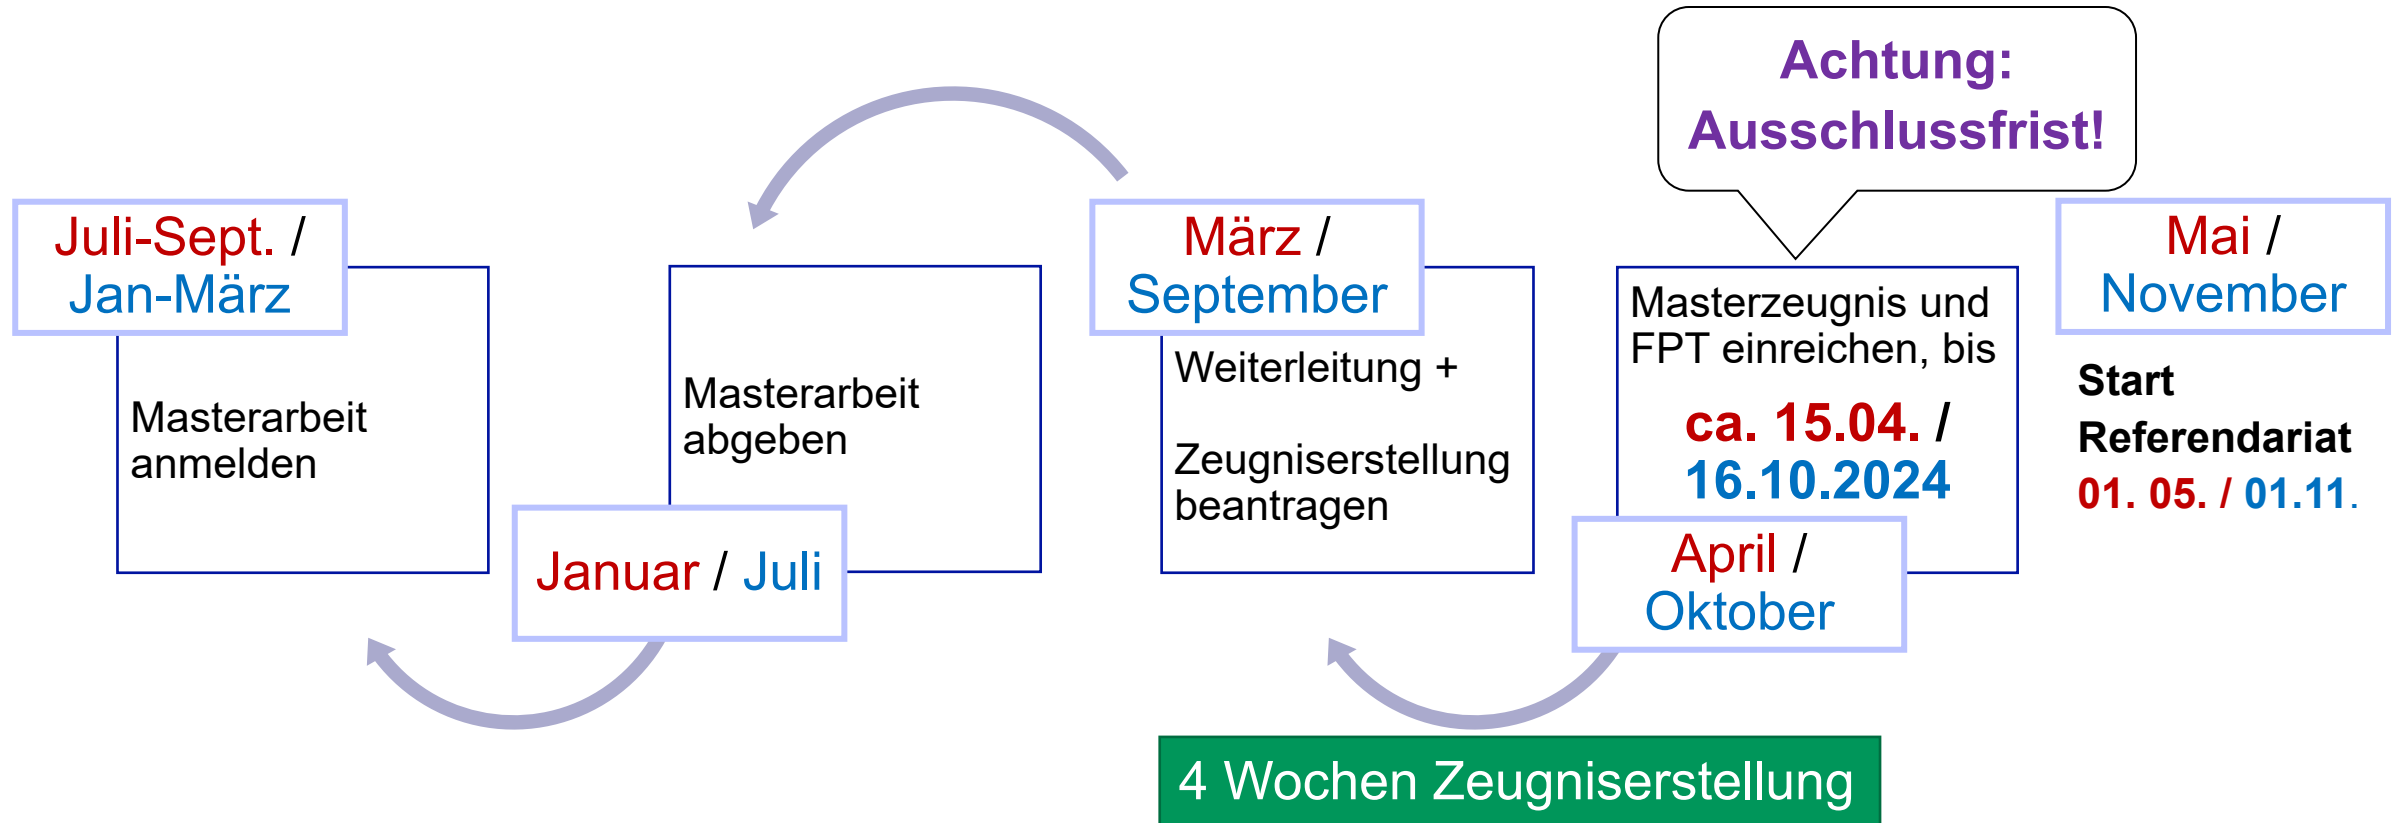 Achtung:
Ausschlussfrist!
Juli-Sept. /
Jan-März
Masterarbeit
anmelden
Masterarbeit
abgeben
Januar / Juli
März /
September
Weiterleitung +
Zeugniserstellung
beantragen
Masterzeugnis und
FPT einreichen, bis
ca. 15.04. /
16.10.2024
April /
Oktober
Mai /
November
Start
Referendariat
01. 05. / 01.11.
4 Wochen Zeugniserstellung